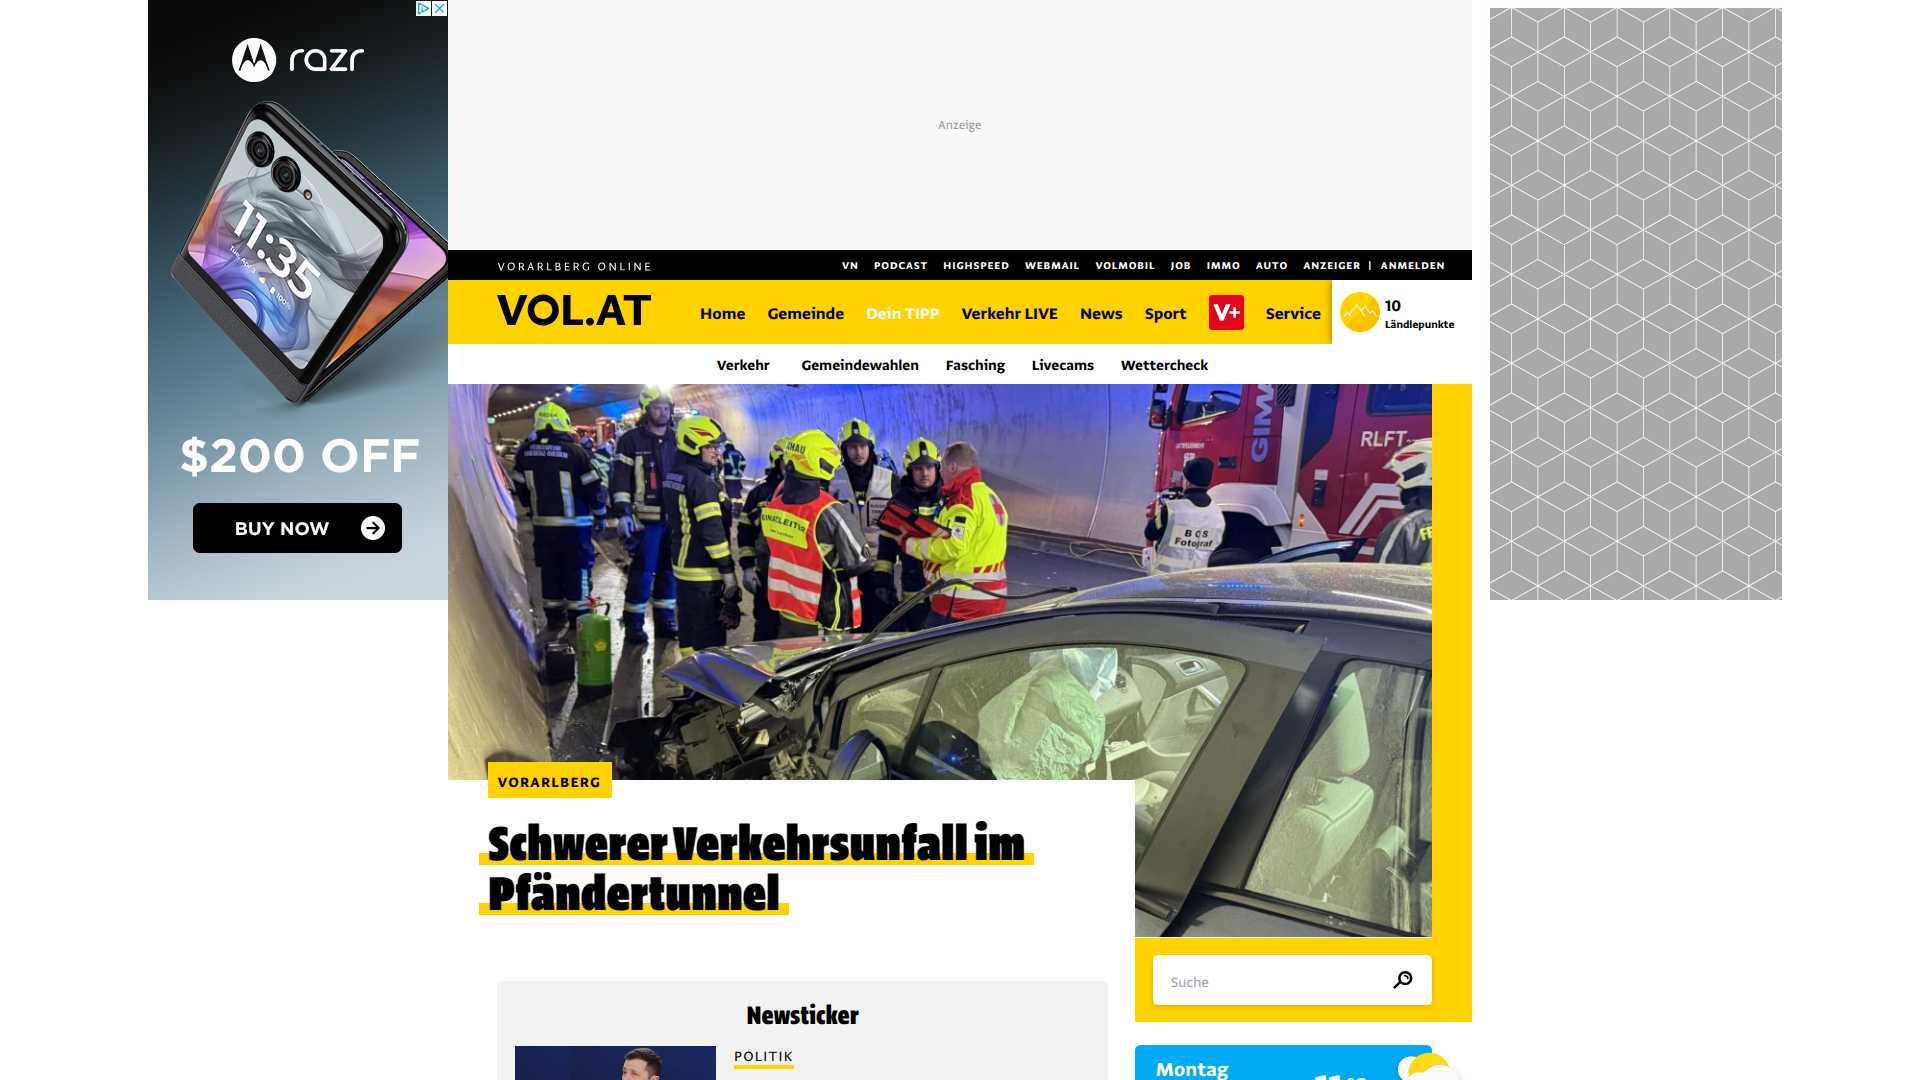 razr
11:35
$200 OFF
BUY NOW
Anzeige
VORARLBERG ONLINE
VN PODCAST HIGHSPEED WEBMAIL VOLMOBIL JOB IMMO AUTO ANZEIGER | ANMELDEN
VOL.AT
Home Gemeinde Dein TIPP Verkehr LIVE News Sport V+ Service
10
Ländlepunkte
Verkehr Gemeindewahlen Fasching Livecams Wettercheck
RLFT
BOS
Fotograf
VORARLBERG
Schwerer Verkehrsunfall im
Pfändertunnel
Suche
Newsticker
POLITIK
Montag